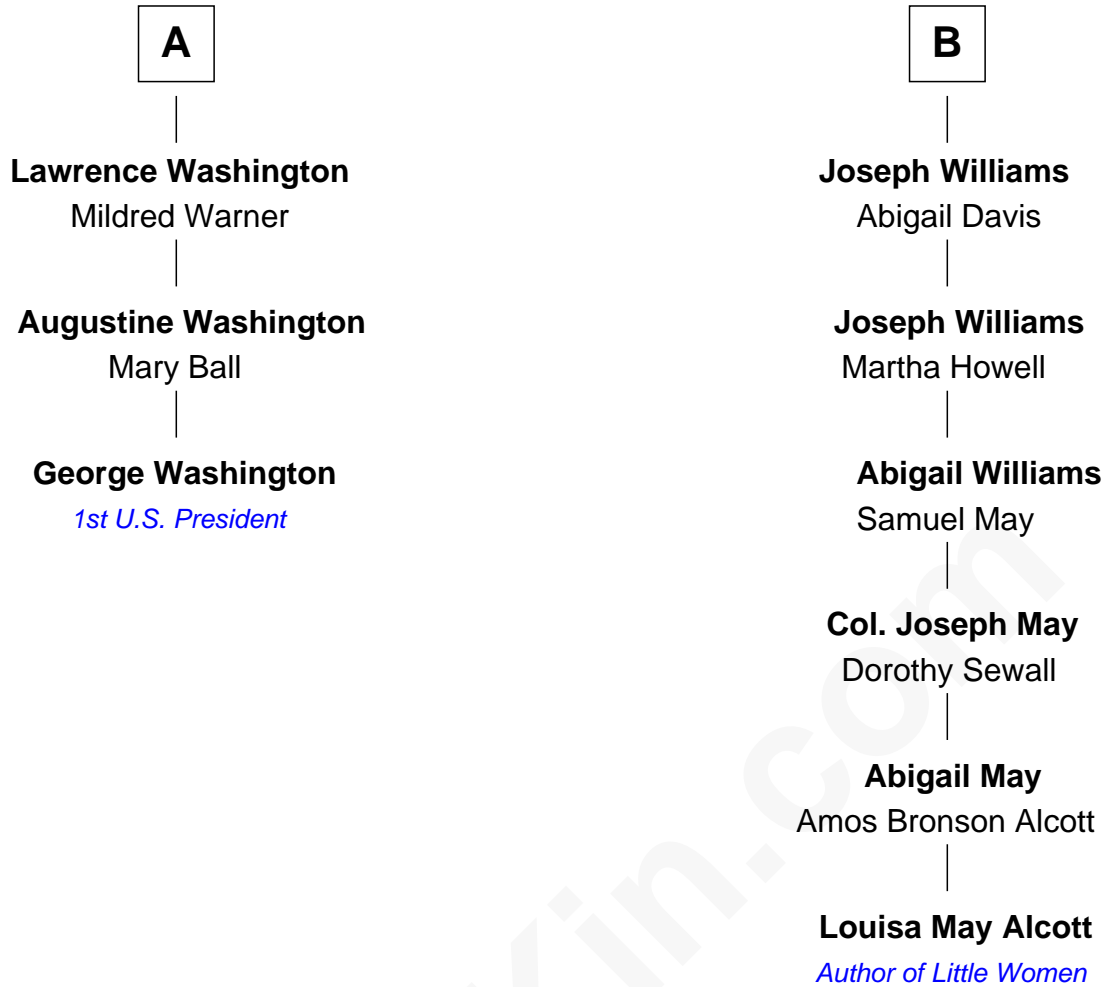 A
Lawrence Washington
Mildred Warner
Augustine Washington
Mary Ball
George Washington
1st U.S. President
B
Joseph Williams
Abigail Davis
Joseph Williams
Martha Howell
Abigail Williams
Samuel May
Col. Joseph May
Dorothy Sewall
Abigail May
Amos Bronson Alcott
Louisa May Alcott
Author of Little Women
Kin.com